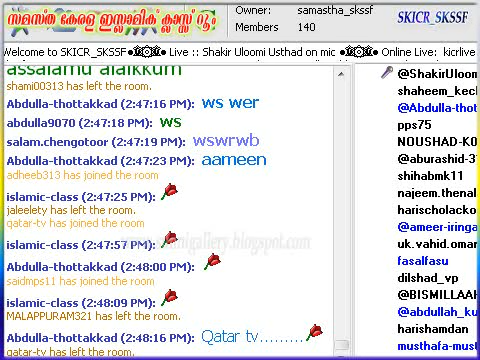 സമസ്ത കേരള ഇസ്ലാമിക് ക്ലാസ്സ് റൂം
Owner: samastha_skssf
Members 140
SKICR_SKSSF
Welcome to SKICR_SKSSF Live :: Shakir Uloomi Usthad on mic Online Live: kicrlive
assalamu alaikkum
shami00313 has left the room.
Abdulla-thottakkad (2:47:16 PM): ws wer
abdulla9070 (2:47:18 PM): ws
salam.chengotoor (2:47:19 PM): wswrwb
Abdulla-thottakkad (2:47:23 PM): aameen
adheeb313 has joined the room
islamic-class (2:47:25 PM):
jaleelety has left the room.
qatar-tv has joined the room
islamic-class (2:47:57 PM):
Abdulla-thottakkad (2:48:00 PM):
saidmps11 has joined the room
islamic-class (2:48:09 PM):
MALAPPURAM321 has left the room.
Abdulla-thottakkad (2:48:16 PM): Qatar tv.........
qatar-tv has left the room.
@ShakirUloom
shaheem_kecl
@Abdulla-thot
pps75
NOUSHAD-KO
@aburashid-3
shihabmk11
najeem.thenal
harischolacko
@ameer-iringa
uk.vahid.omar
fasalfasu
dilshad_vp
@BISMILLAAH
@abdullah_ku
harishamdan
musthafa-must